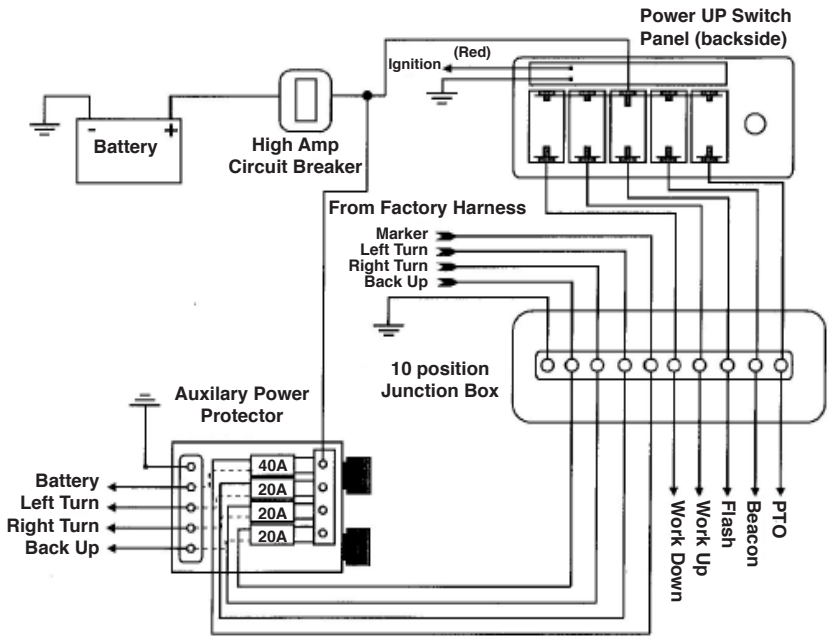 Power UP Switch
Panel (backside)
(Red)
Ignition
- +
Battery
High Amp
Circuit Breaker
From Factory Harness
Marker
Left Turn
Right Turn
Back Up
10 position
Junction Box
Auxilary Power
Protector
40A
20A
20A
20A
Battery
Left Turn
Right Turn
Back Up
Work Down
Work Up
Flash
Beacon
PTO